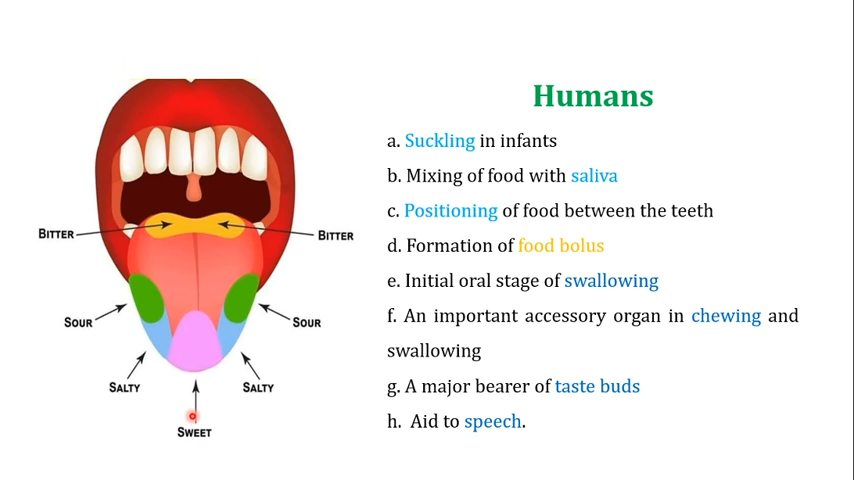 Humans
a. Suckling in infants
b. Mixing of food with saliva
c. Positioning of food between the teeth
d. Formation of food bolus
e. Initial oral stage of swallowing
f. An important accessory organ in chewing and
swallowing
g. A major bearer of taste buds
h. Aid to speech.
BITTER
BITTER
SOUR
SOUR
SALTY
SALTY
SWEET